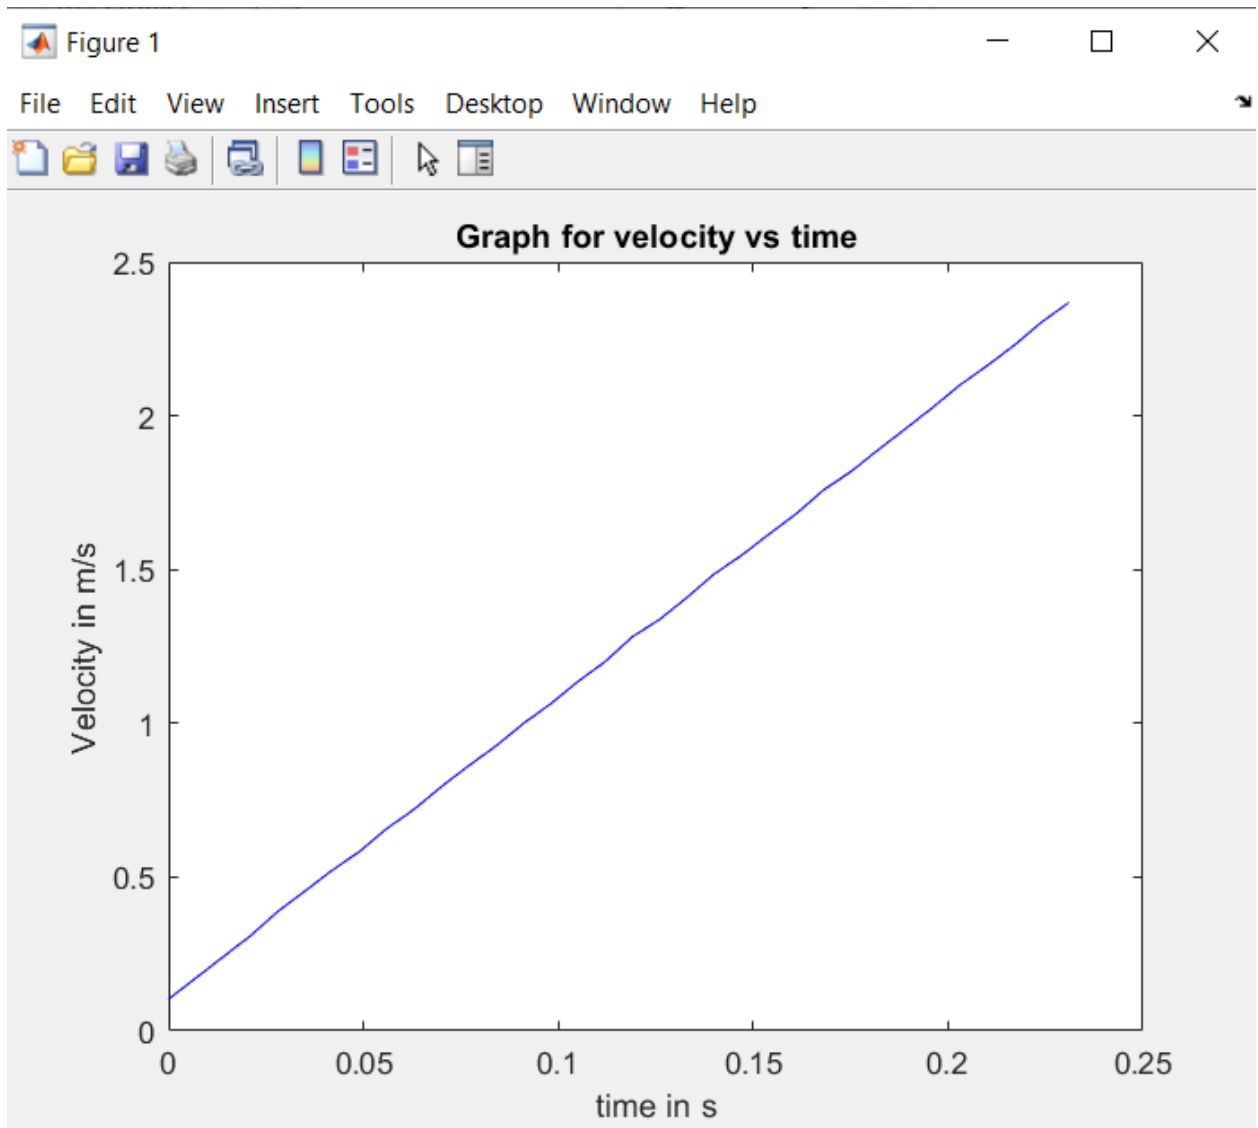 Figure 1
File Edit View Insert Tools Desktop Window Help
Graph for velocity vs time
2.5
2
1.5
1
0.5
0
Velocity in m/s
0 0.05 0.1 0.15 0.2 0.25
time in s